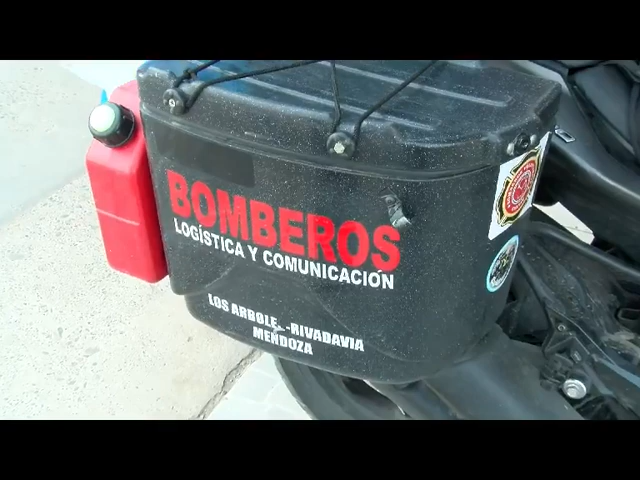 BOMBEROS
LOGÍSTICA Y COMUNICACIÓN
LOS ARBOLE -RIVADAVIA
MENDOZA